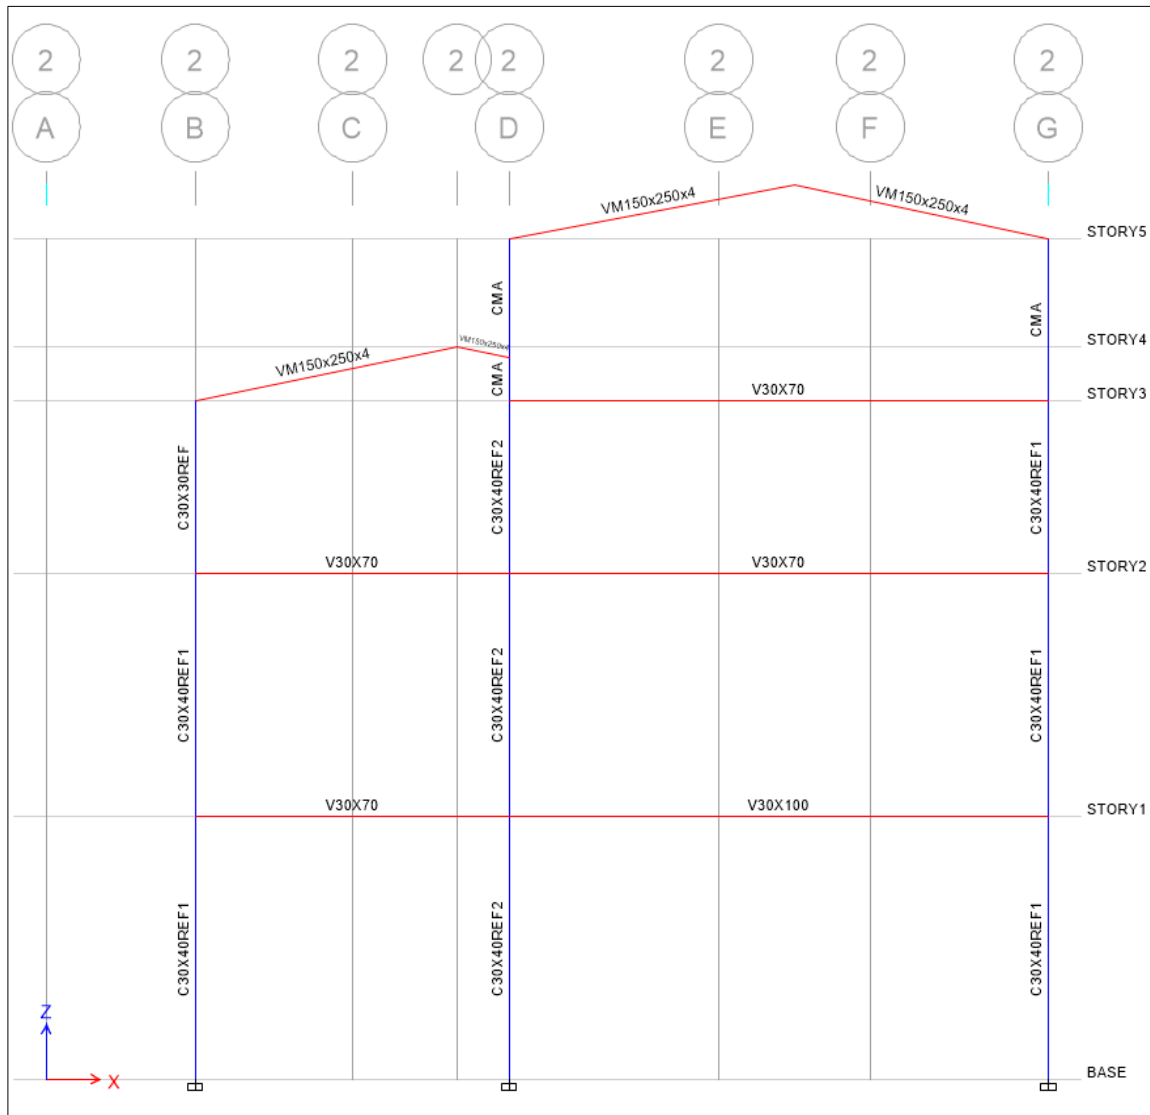 2 2 2 2 2 2 2 2
A B C D E F G
VM150x250x4 VM150x250x4
STORY5
CMA CMA
VM150x250x4 STORY4
VM150x250x4 CMA
V30X70 STORY3
C30X30REF C30X40REF2 C30X40REF1
V30X70 V30X70 STORY2
C30X40REF1 C30X40REF2 C30X40REF1
V30X70 V30X100 STORY1
C30X40REF1 C30X40REF2 C30X40REF1
Z
X BASE